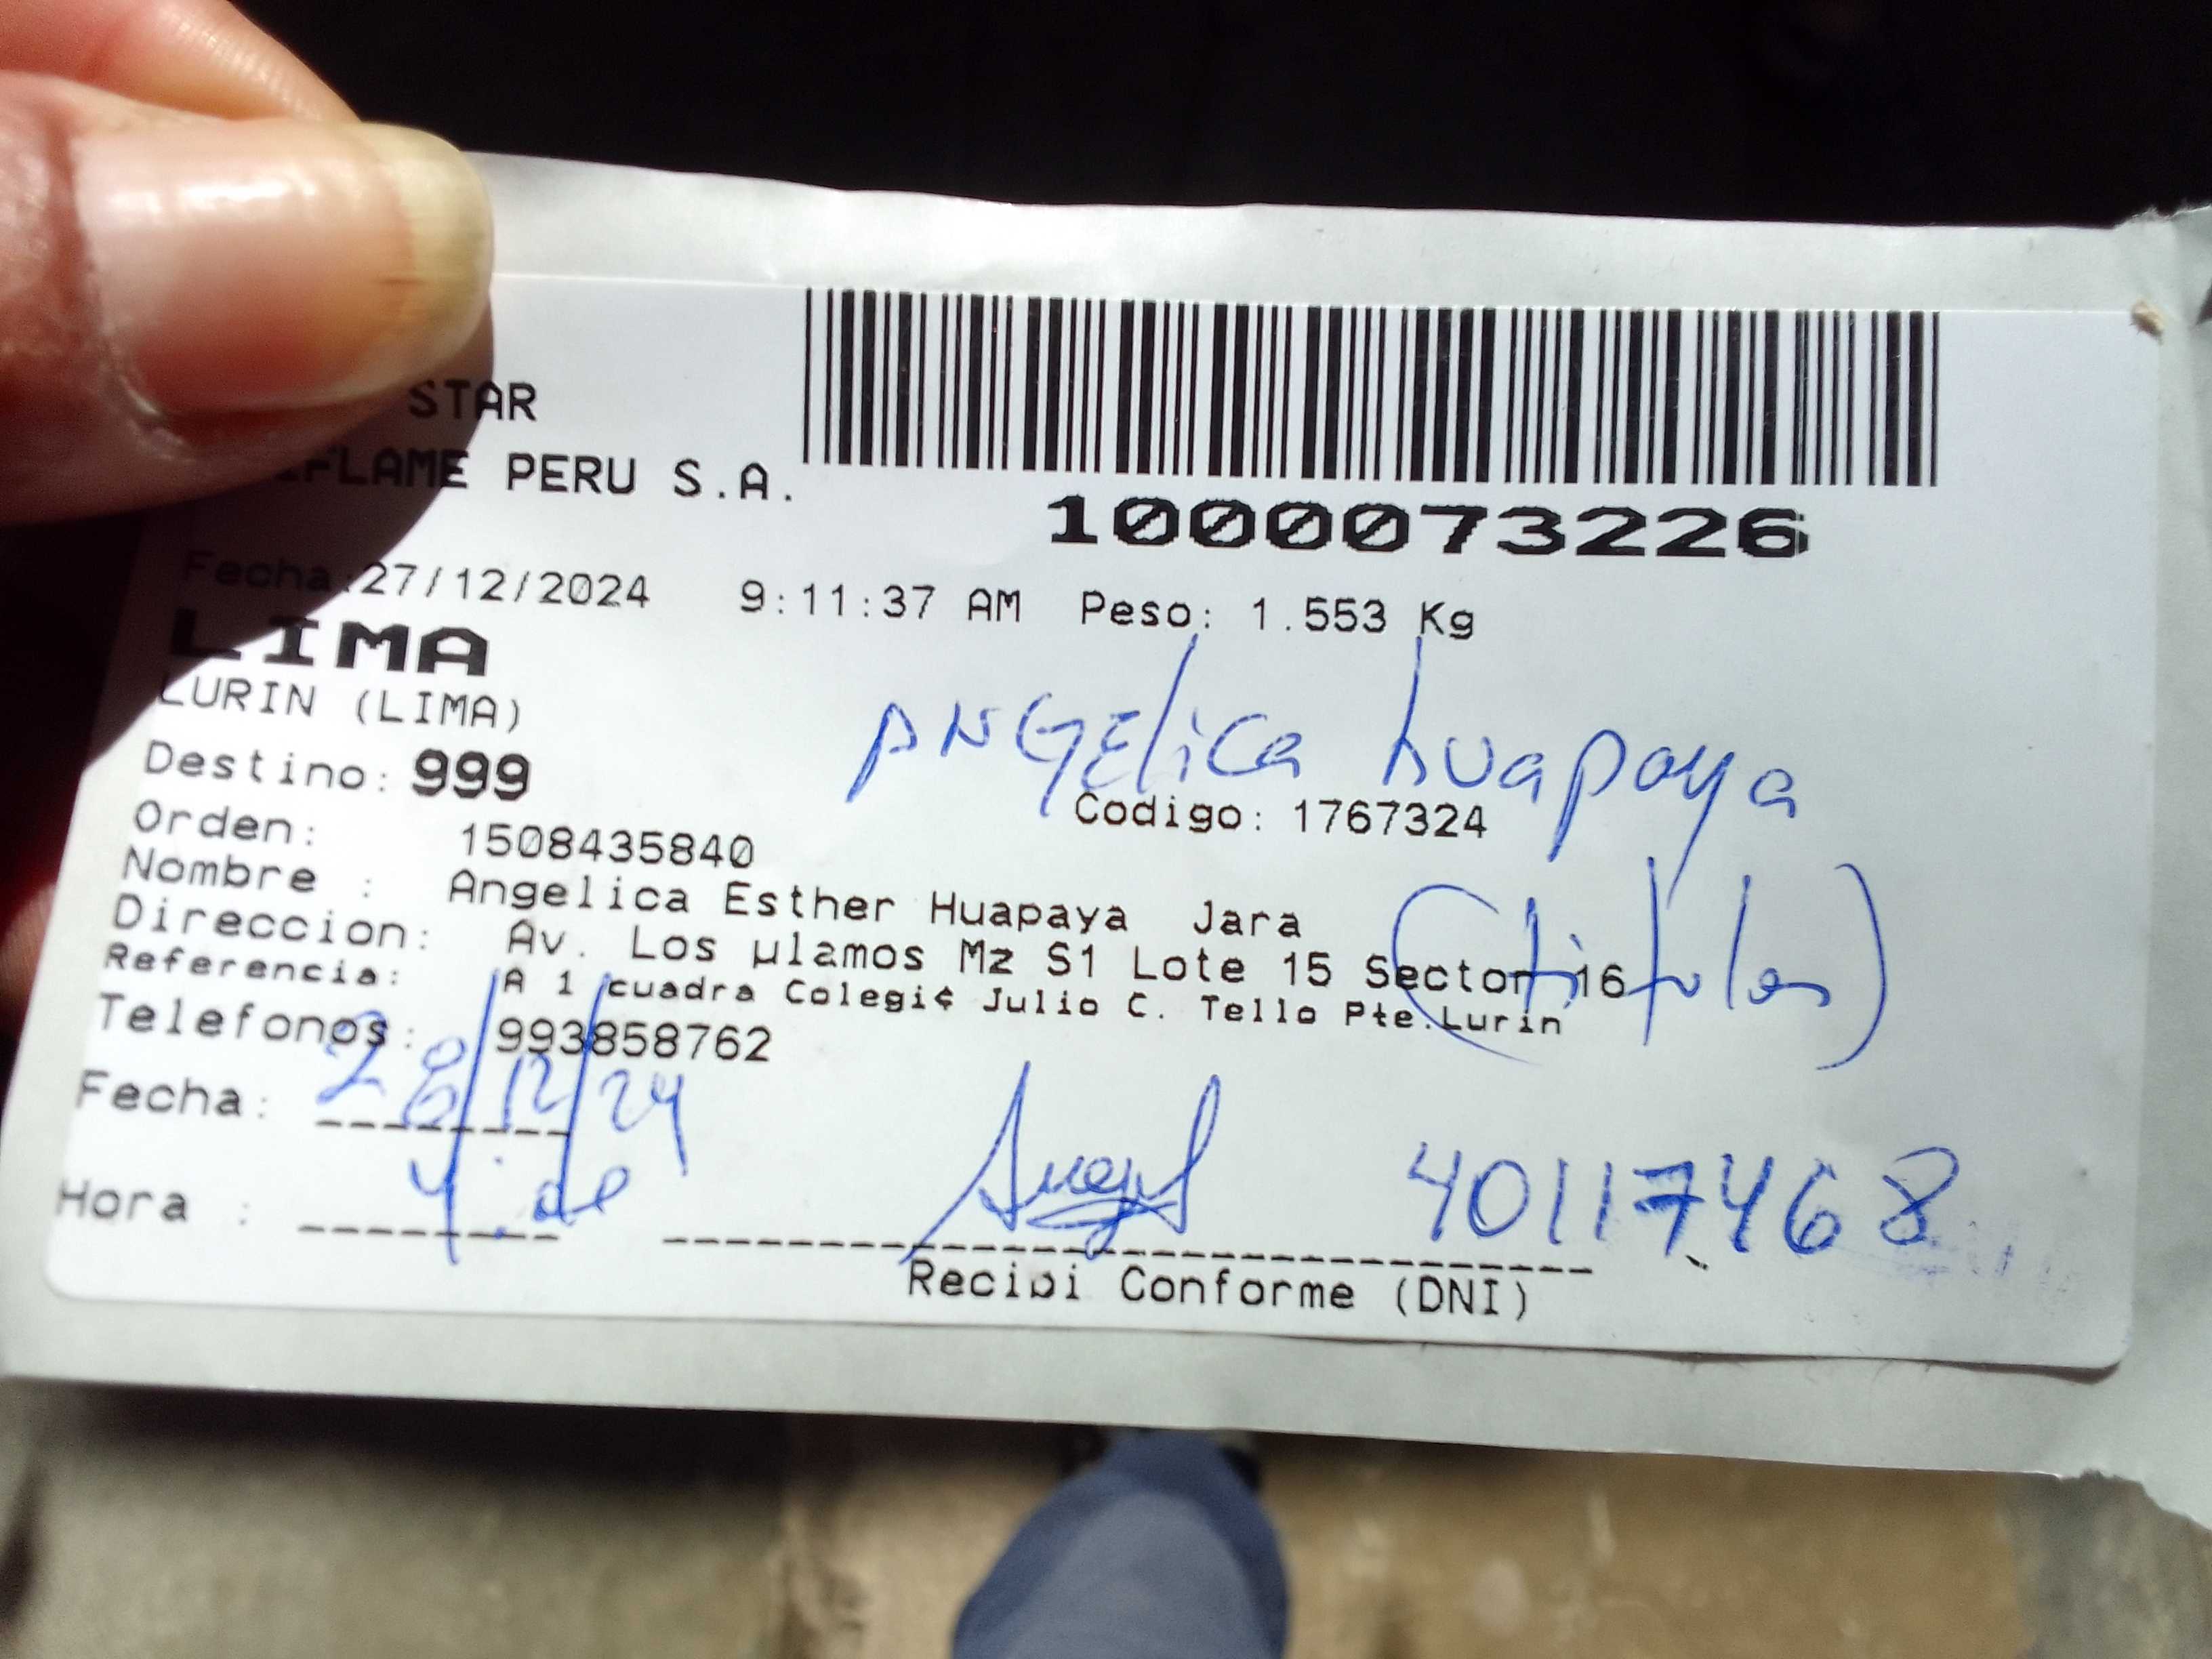 STAR
IFLAME PERU S.A.
1000073226
Fecha:27/12/2024 9:11:37 AM Peso: 1.553 Kg
LIMA
LURIN (LIMA)
ANGElica huapaya
Destino: 999
Codigo: 1767324
Orden: 1508435840
Nombre : Angelica Esther Huapaya Jara
(titular)
Direccion: Av. Los µlamos Mz S1 Lote 15 Sector 16
Referencia: A 1 cuadra Colegi¢ Julio C. Tello Pte.Lurin
Telefonos: 993858762
Fecha: 28/12/24
Hora :
40117468
Recibi Conforme (DNI)